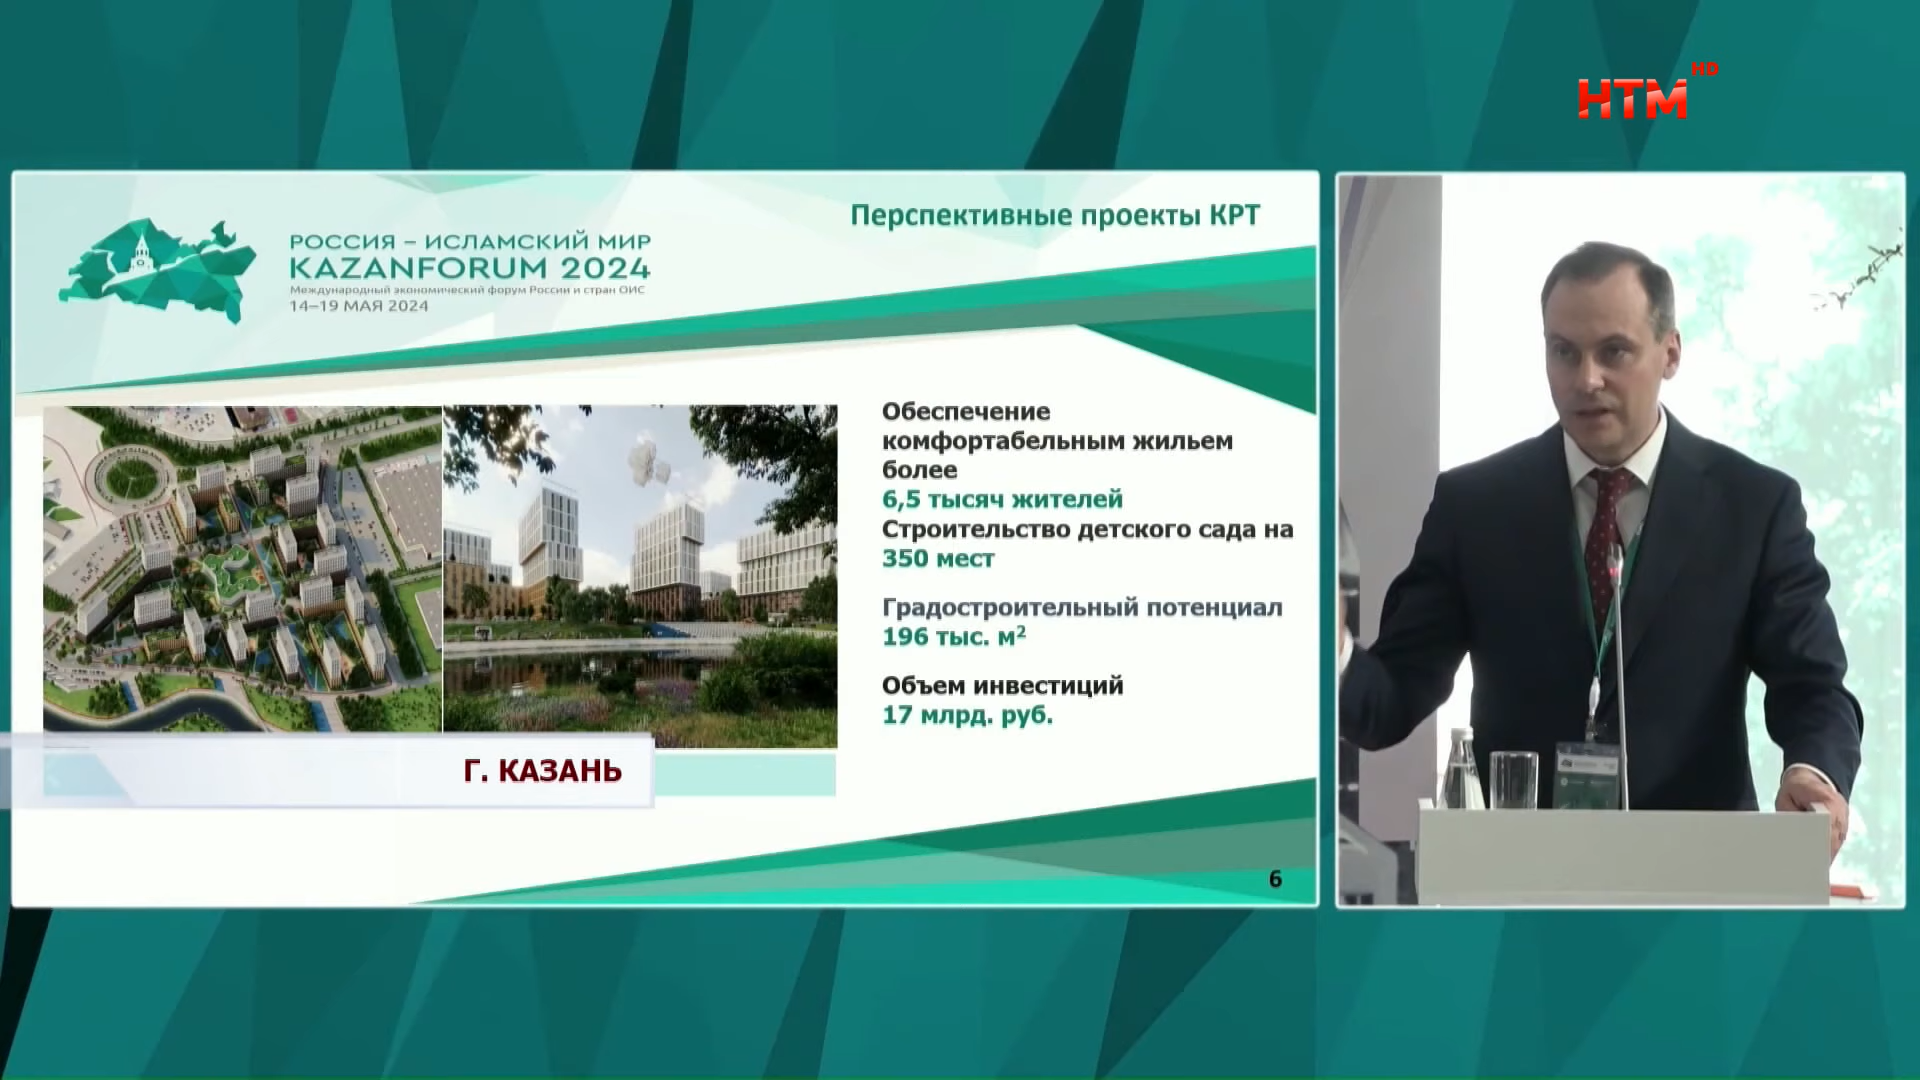 НТМ HD
Перспективные проекты КРТ
РОССИЯ – ИСЛАМСКИЙ МИР
KAZANFORUM 2024
Международный экономический форум России и стран ОИС
14–19 МАЯ 2024
Обеспечение
комфортабельным жильем
более
6,5 тысяч жителей
Строительство детского сада на
350 мест
Градостроительный потенциал
196 тыс. м²
Объем инвестиций
17 млрд. руб.
Г. КАЗАНЬ
6